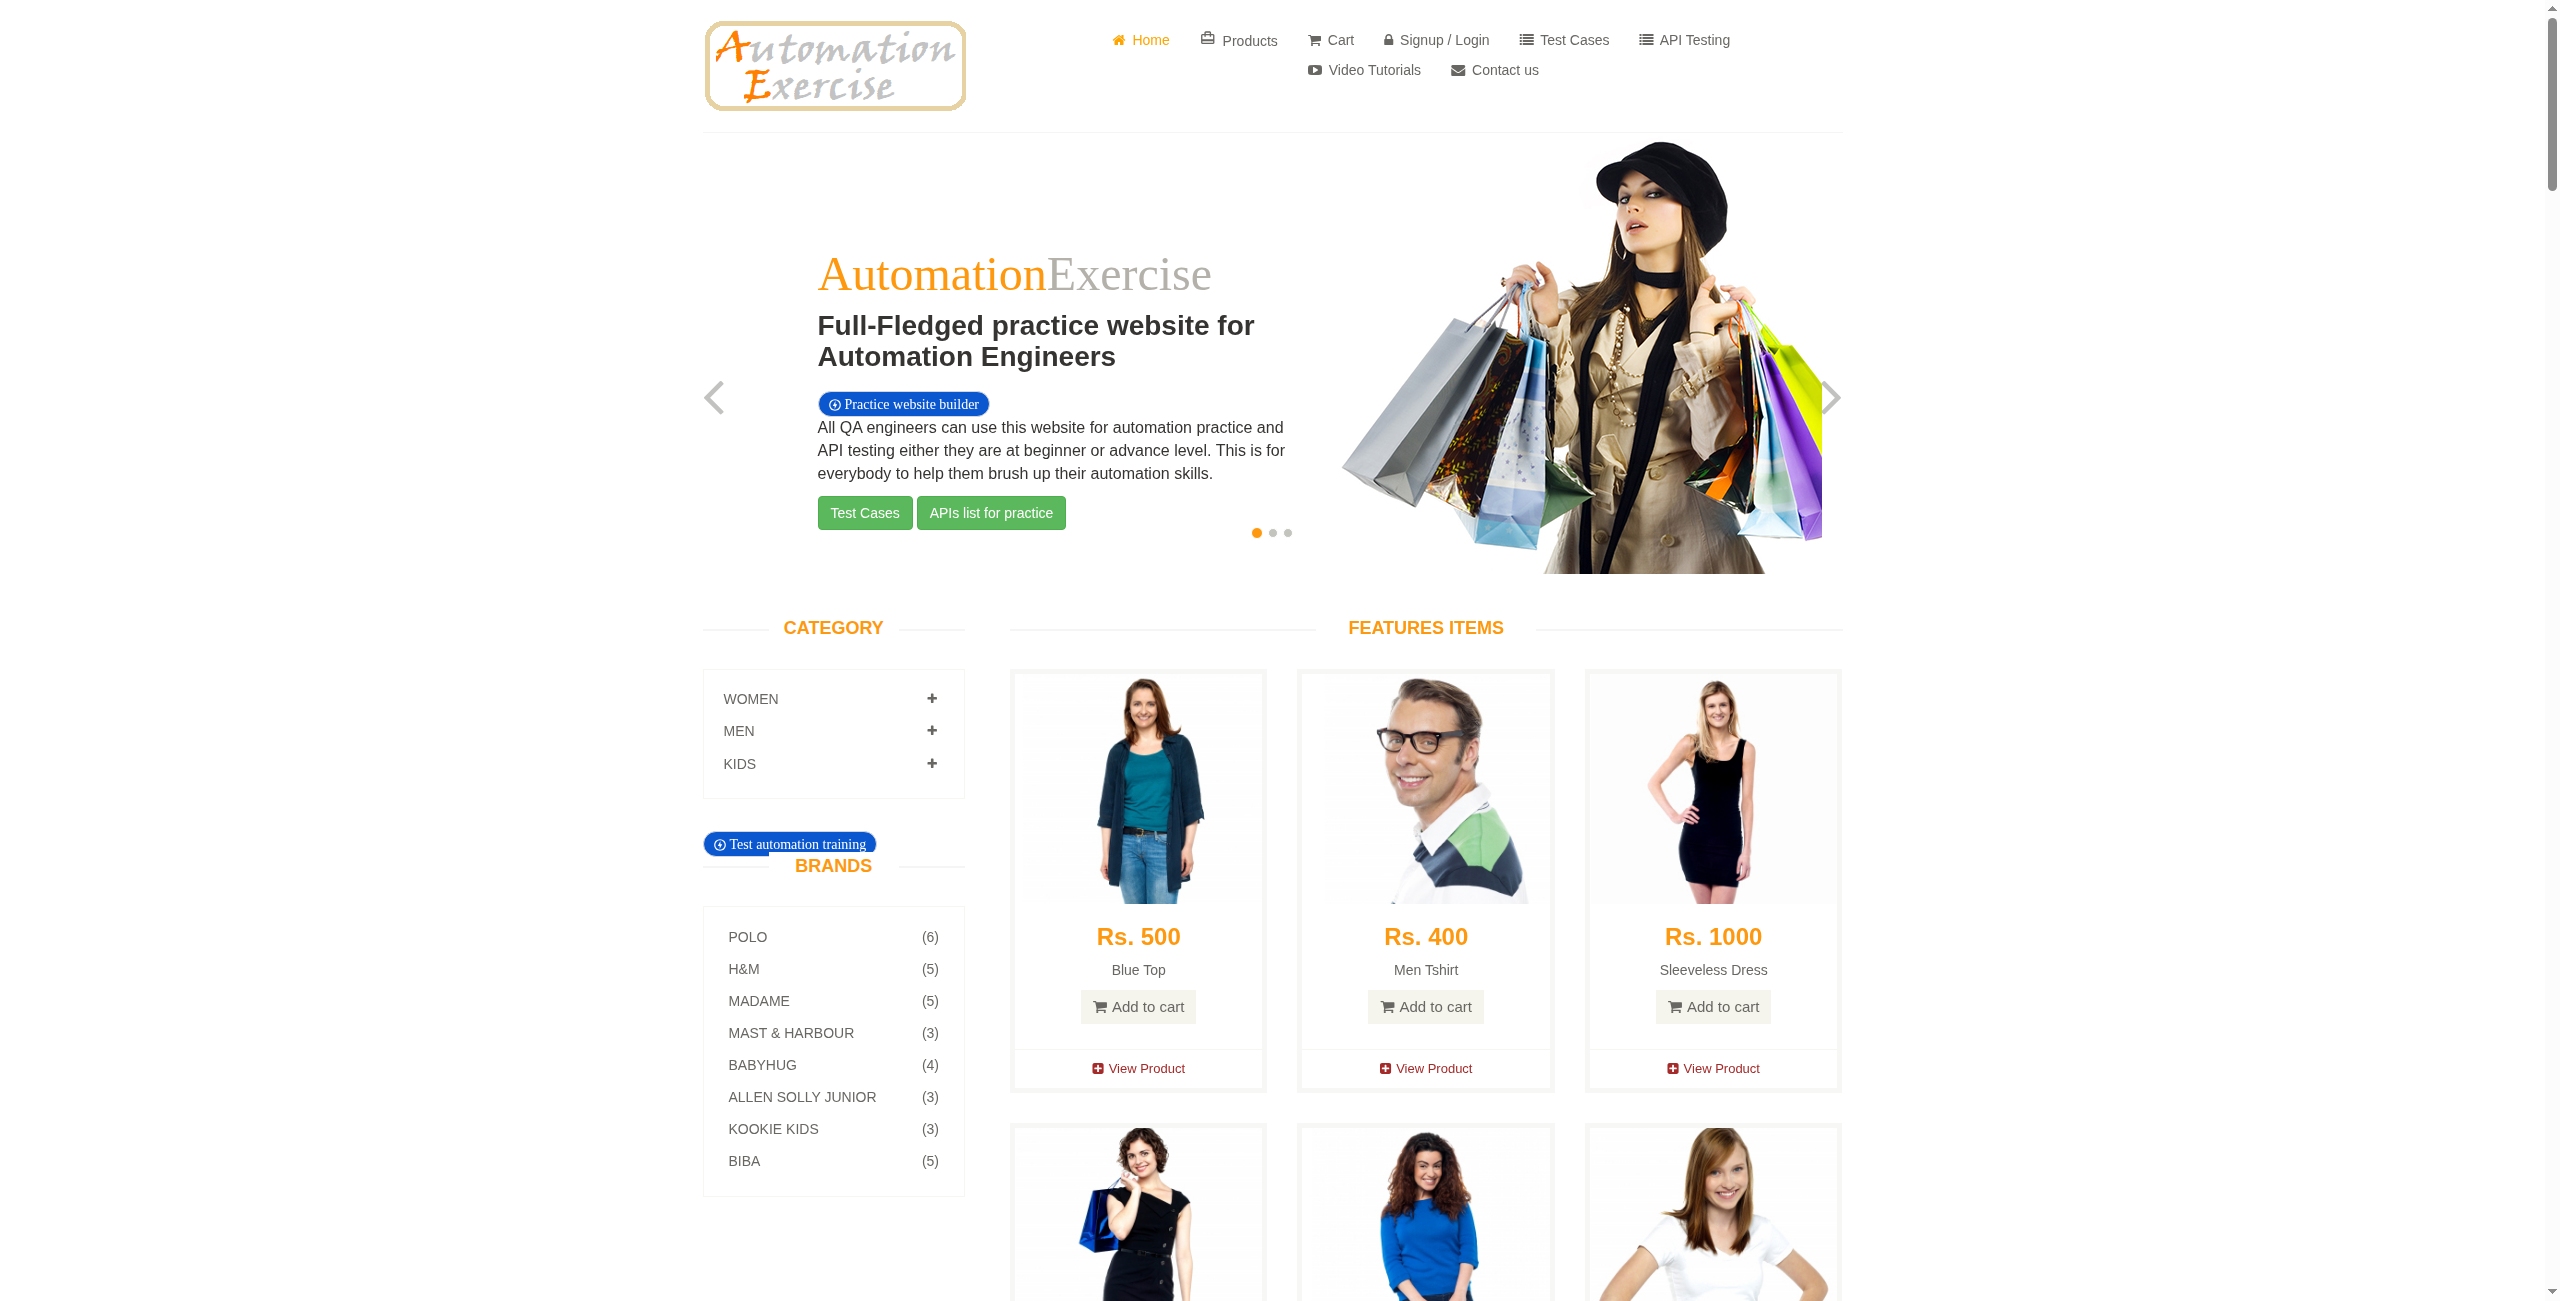 Automation
Exercise
Home
Products
Cart
Signup / Login
Test Cases
API Testing
Video Tutorials
Contact us
AutomationExercise
Full-Fledged practice website for
Automation Engineers
Practice website builder
All QA engineers can use this website for automation practice and
API testing either they are at beginner or advance level. This is for
everybody to help them brush up their automation skills.
Test Cases
APIs list for practice
CATEGORY
WOMEN
MEN
KIDS
Test automation training
BRANDS
POLO (6)
H&M (5)
MADAME (5)
MAST & HARBOUR (3)
BABYHUG (4)
ALLEN SOLLY JUNIOR (3)
KOOKIE KIDS (3)
BIBA (5)
FEATURES ITEMS
Rs. 500
Blue Top
Add to cart
View Product
Rs. 400
Men Tshirt
Add to cart
View Product
Rs. 1000
Sleeveless Dress
Add to cart
View Product